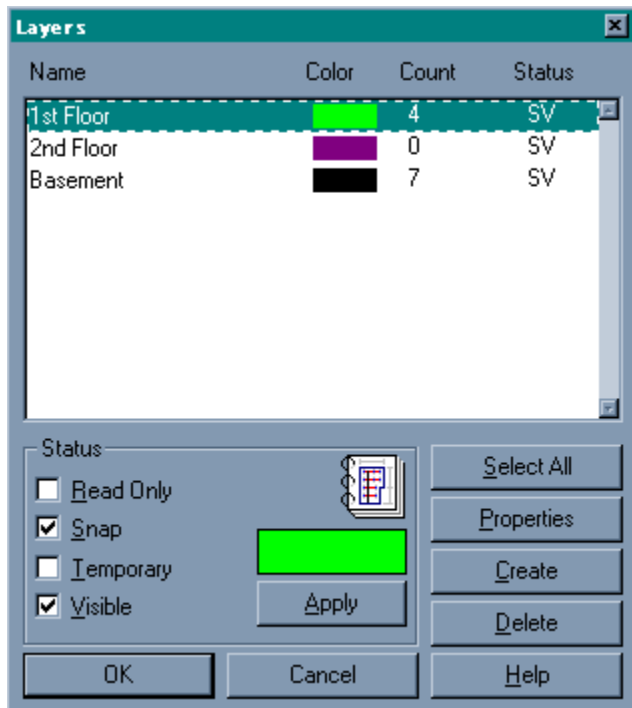 Layers
Name Color Count Status
1st Floor 4 SV
2nd Floor 0 SV
Basement 7 SV
Status
Read Only
Snap
Temporary
Visible
Apply
Select All
Properties
Create
Delete
OK Cancel Help